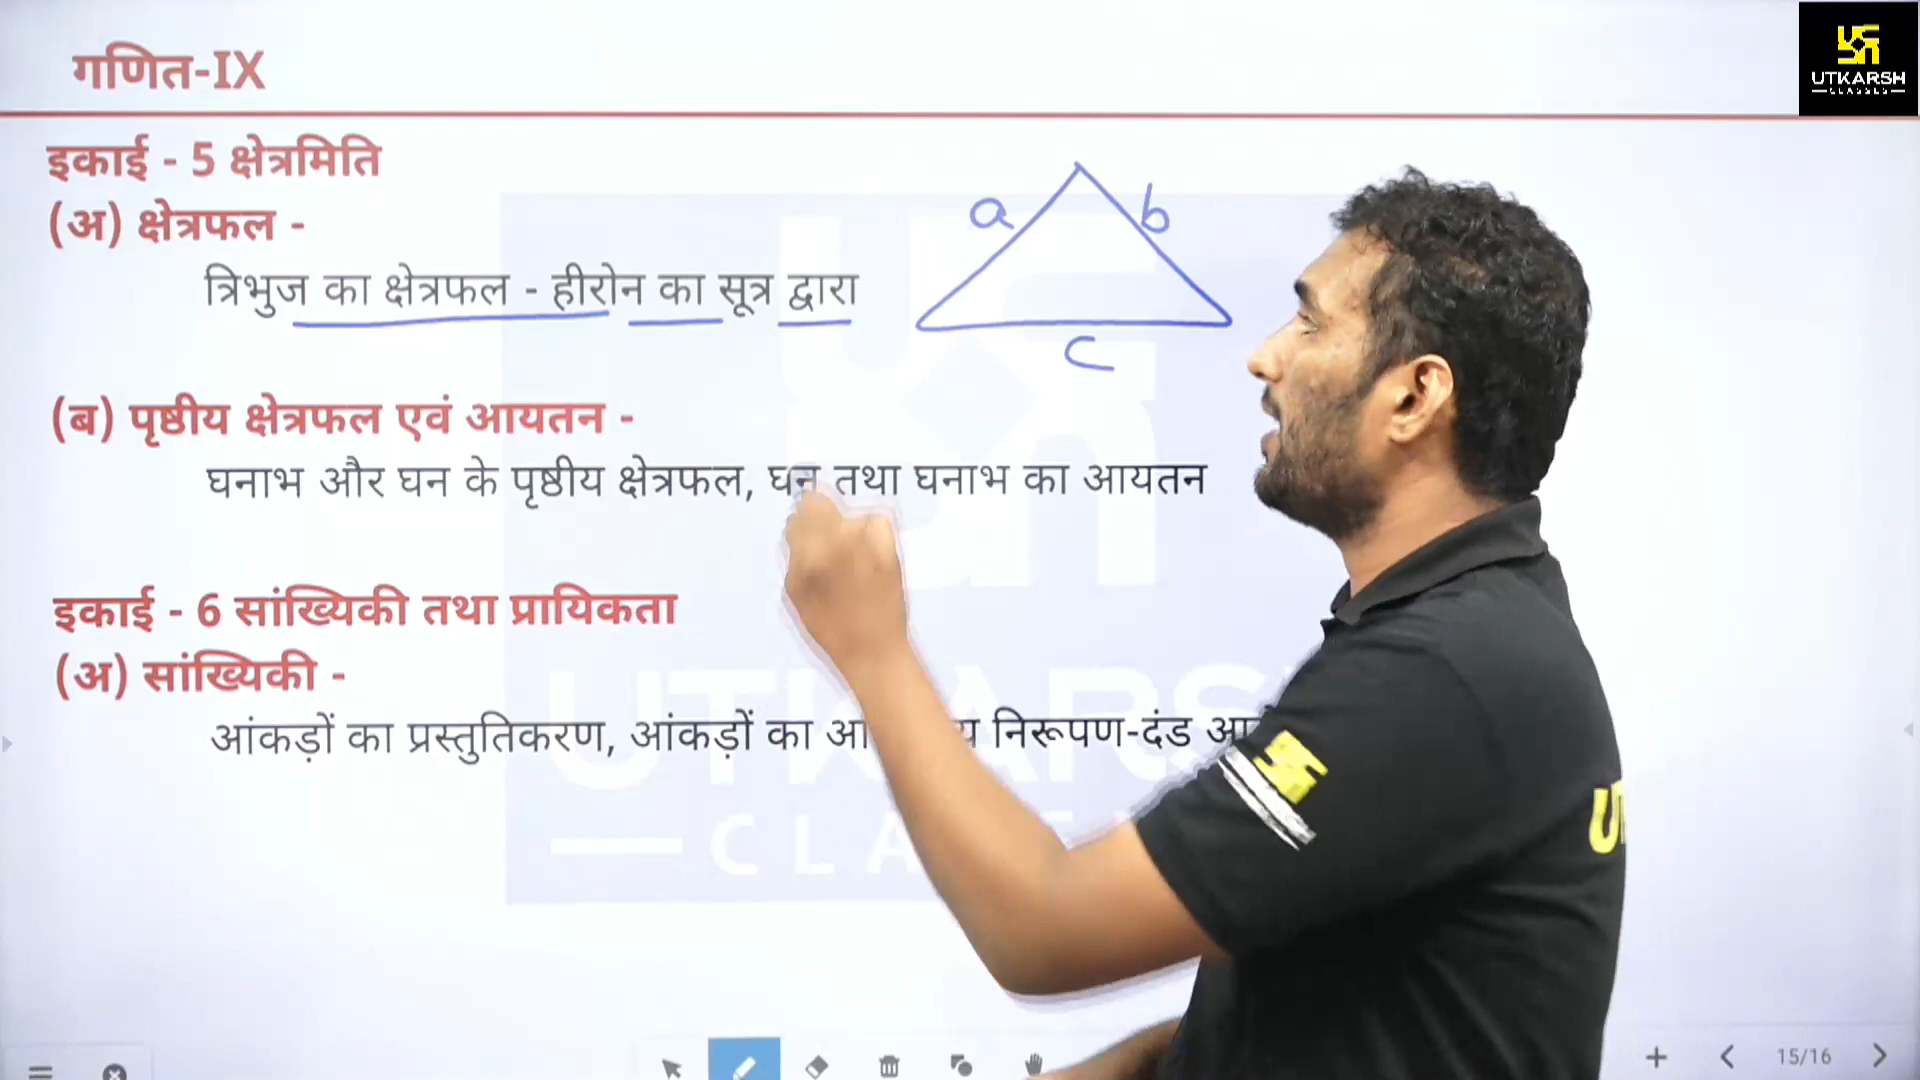 गणित-IX
UTKARSH
CLASSES
इकाई - 5 क्षेत्रमिति
(अ) क्षेत्रफल -
त्रिभुज का क्षेत्रफल - हीरोन का सूत्र द्वारा
a
b
c
(ब) पृष्ठीय क्षेत्रफल एवं आयतन -
घनाभ और घन के पृष्ठीय क्षेत्रफल, घन तथा घनाभ का आयतन
इकाई - 6 सांख्यिकी तथा प्रायिकता
(अ) सांख्यिकी -
आंकड़ों का प्रस्तुतिकरण, आंकड़ों का निरूपण-दंड
15/16